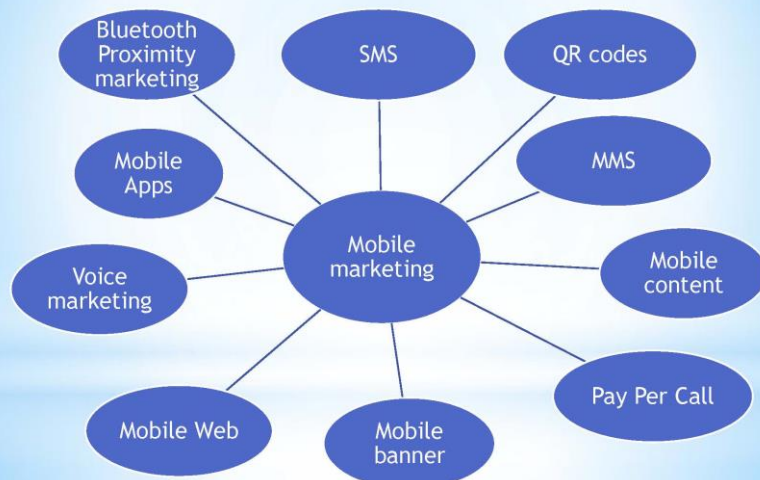 Bluetooth
Proximity
marketing
SMS
QR codes
Mobile
Apps
MMS
Mobile
marketing
Voice
marketing
Mobile
content
Mobile Web
Mobile
banner
Pay Per Call